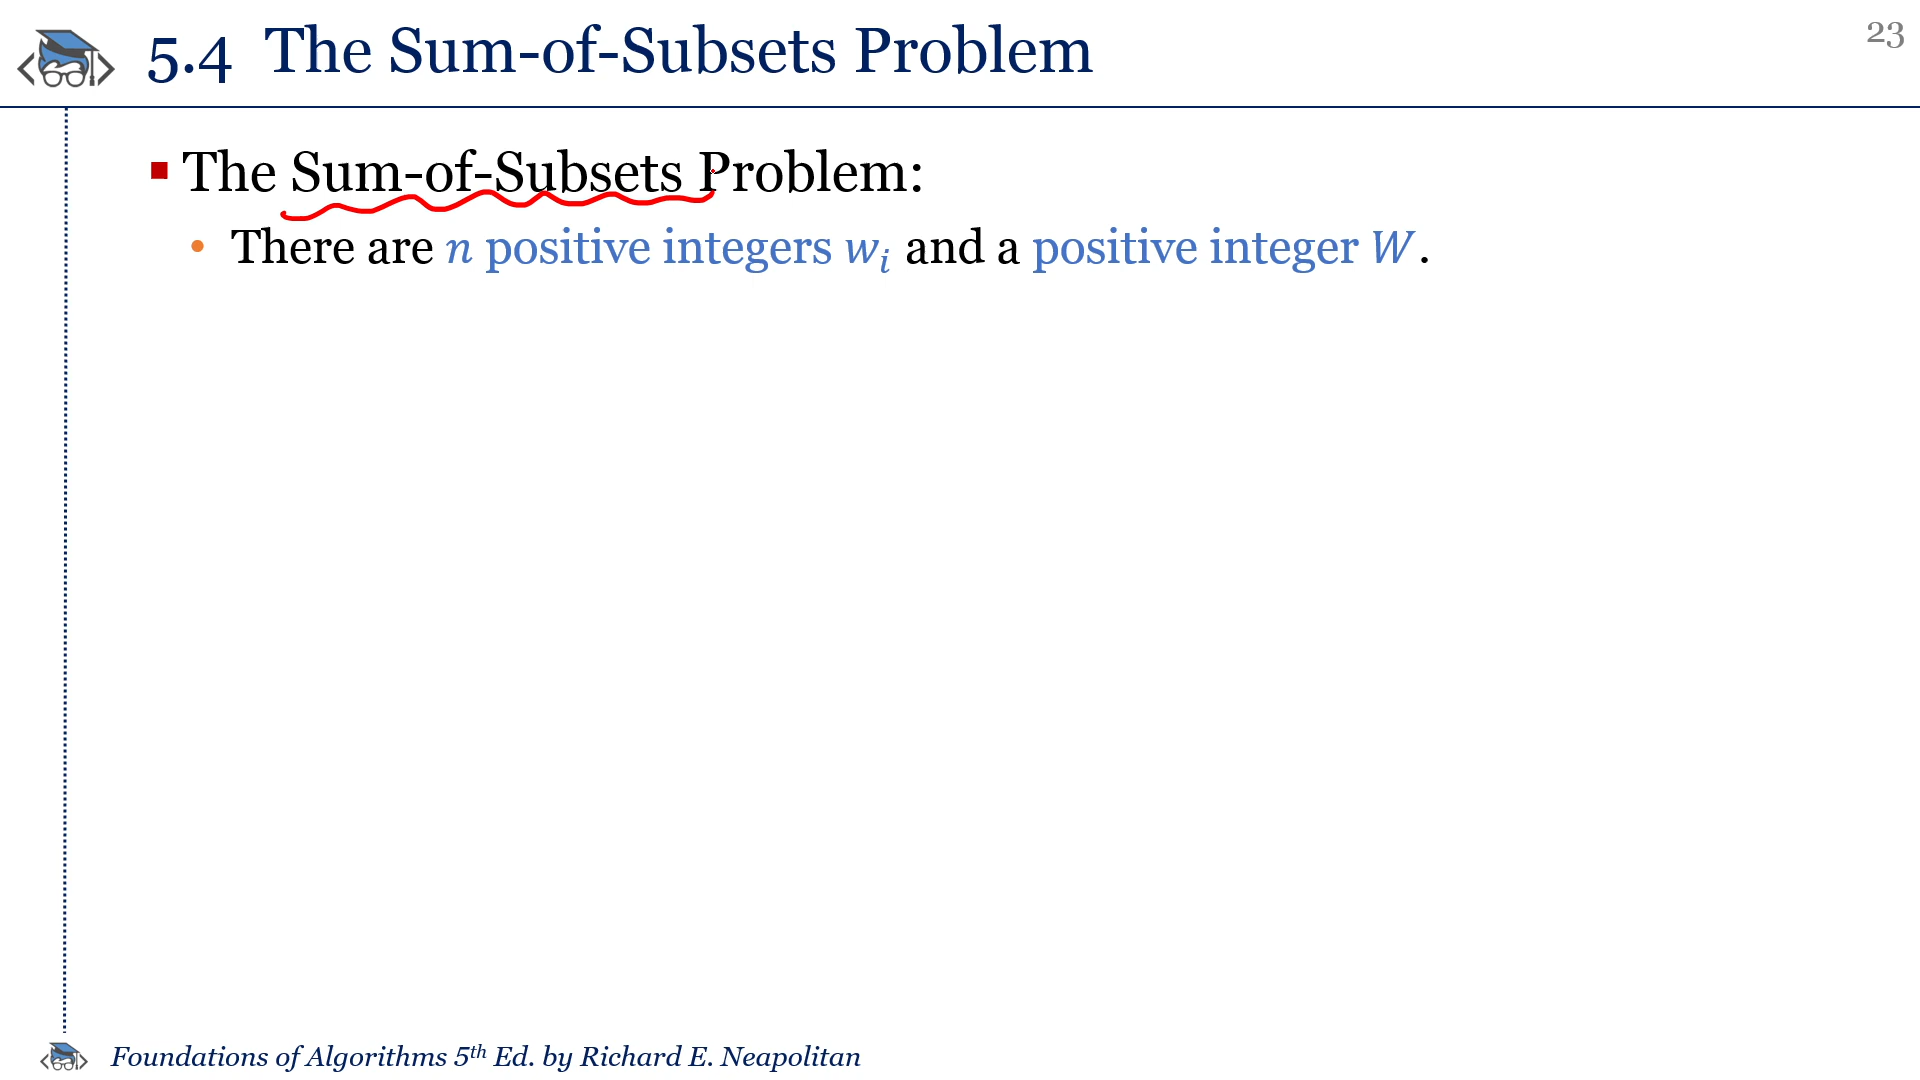 5.4 The Sum-of-Subsets Problem
23
▪ The Sum-of-Subsets Problem:
• There are n positive integers wᵢ and a positive integer W.
Foundations of Algorithms 5th Ed. by Richard E. Neapolitan